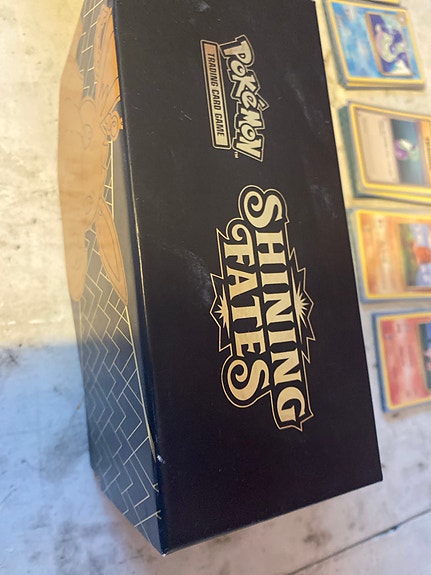 POKéMON
TRADING CARD GAME
SHINING
FATES